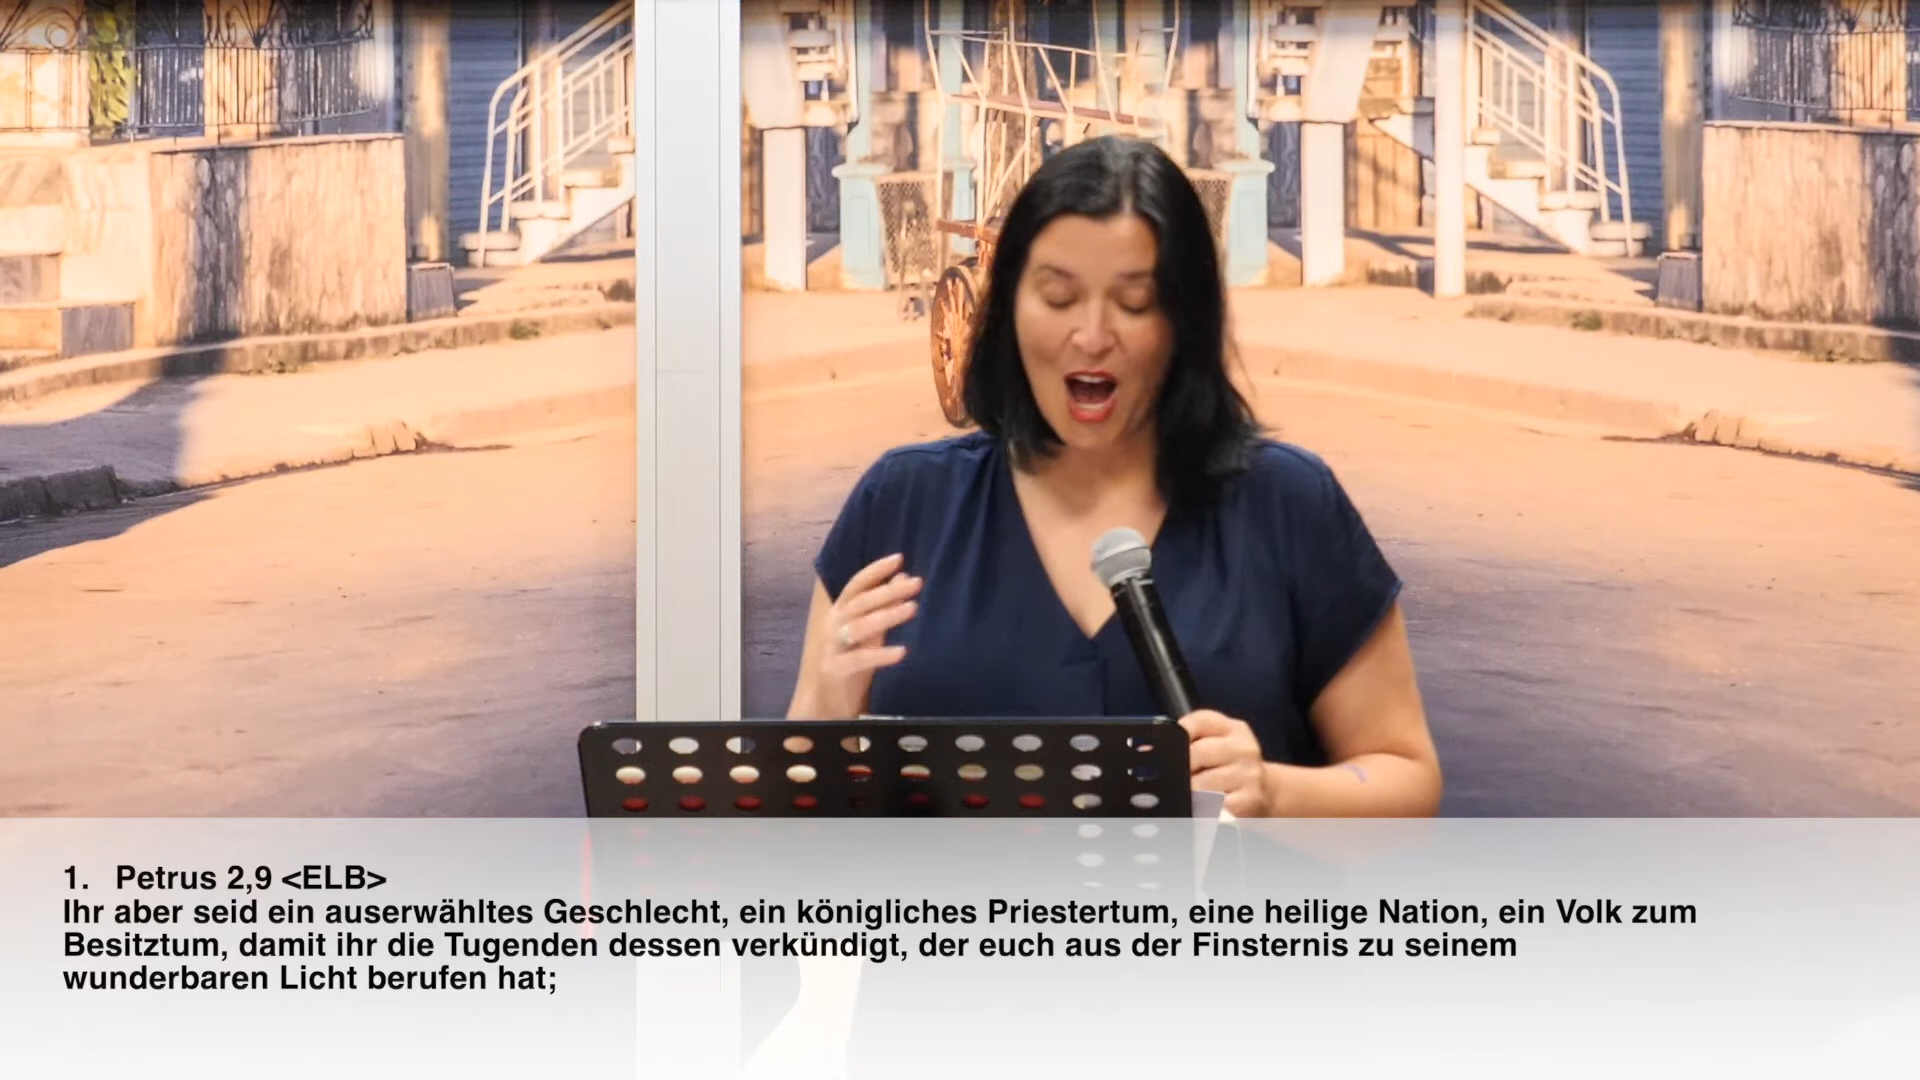 1. Petrus 2,9 <ELB>
Ihr aber seid ein auserwähltes Geschlecht, ein königliches Priestertum, eine heilige Nation, ein Volk zum
Besitztum, damit ihr die Tugenden dessen verkündigt, der euch aus der Finsternis zu seinem
wunderbaren Licht berufen hat;